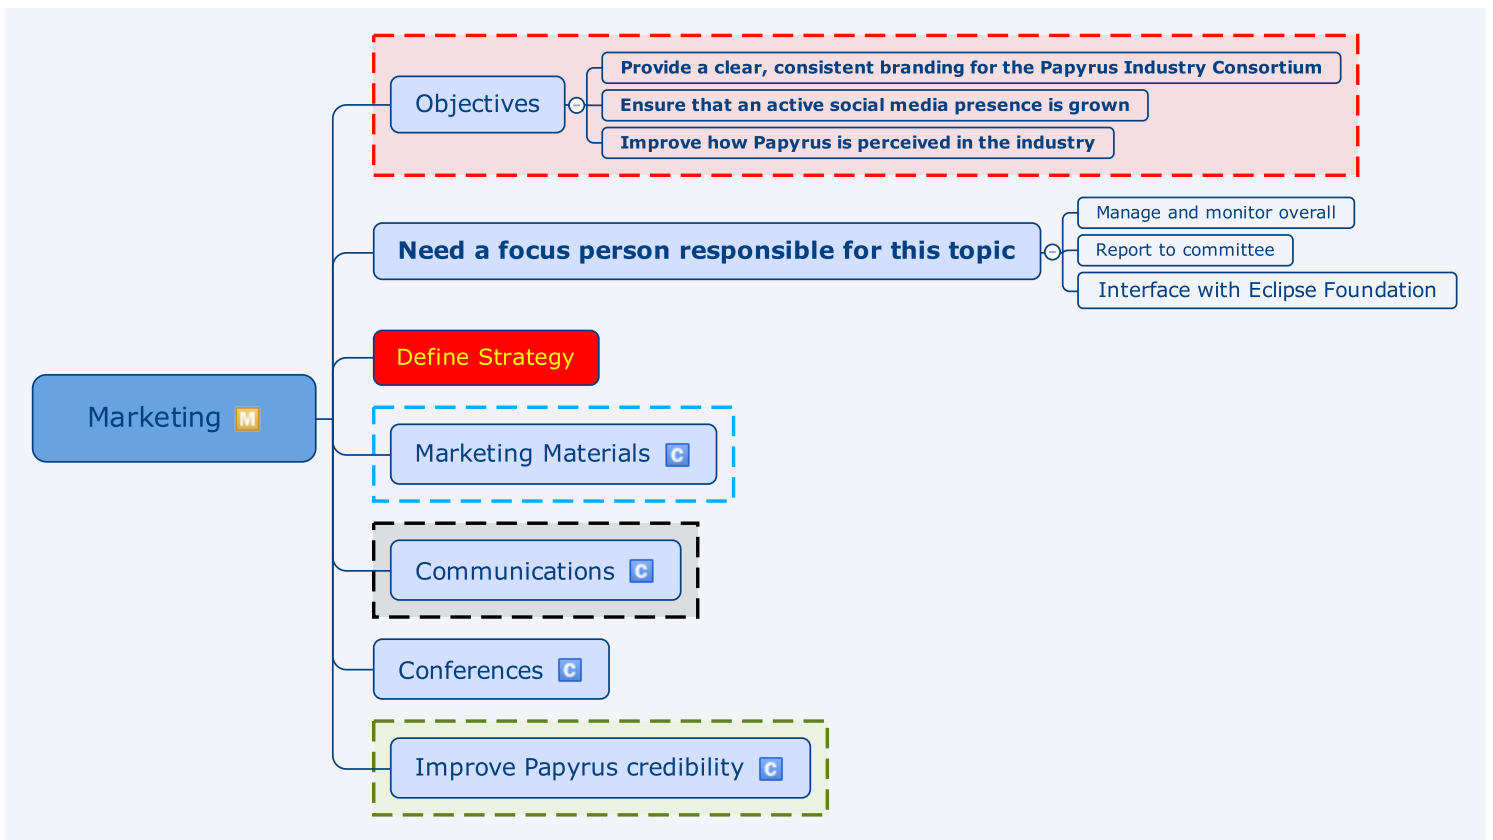 Provide a clear, consistent branding for the Papyrus Industry Consortium
Objectives
Ensure that an active social media presence is grown
Improve how Papyrus is perceived in the industry
Manage and monitor overall
Need a focus person responsible for this topic
Report to committee
Interface with Eclipse Foundation
Define Strategy
Marketing M
Marketing Materials C
Communications C
Conferences C
Improve Papyrus credibility C